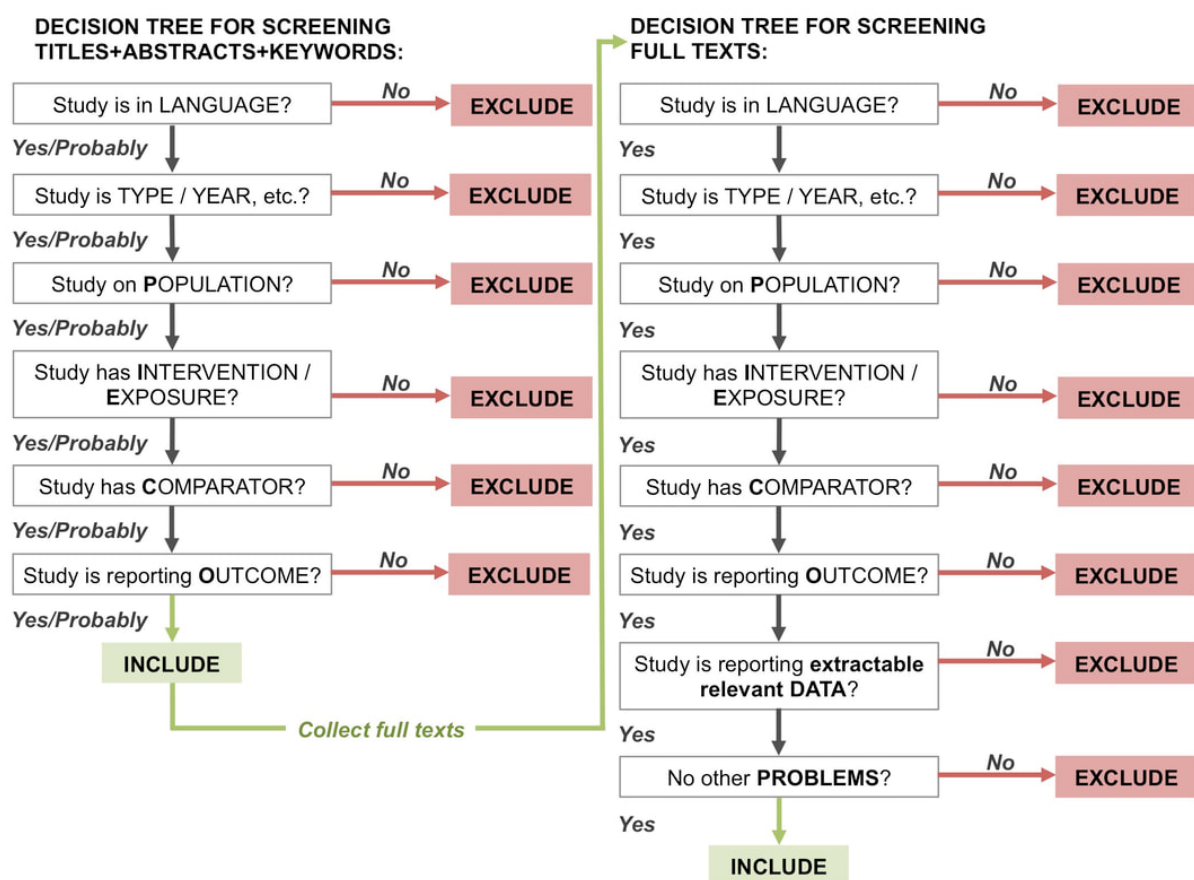 DECISION TREE FOR SCREENING
TITLES+ABSTRACTS+KEYWORDS:
Study is in LANGUAGE?
No
EXCLUDE
Yes/Probably
Study is TYPE / YEAR, etc.?
No
EXCLUDE
Yes/Probably
Study on POPULATION?
No
EXCLUDE
Yes/Probably
Study has INTERVENTION /
EXPOSURE?
No
EXCLUDE
Yes/Probably
Study has COMPARATOR?
No
EXCLUDE
Yes/Probably
Study is reporting OUTCOME?
No
EXCLUDE
Yes/Probably
INCLUDE
Collect full texts
DECISION TREE FOR SCREENING
FULL TEXTS:
Study is in LANGUAGE?
No
EXCLUDE
Yes
Study is TYPE / YEAR, etc.?
No
EXCLUDE
Yes
Study on POPULATION?
No
EXCLUDE
Yes
Study has INTERVENTION /
EXPOSURE?
No
EXCLUDE
Yes
Study has COMPARATOR?
No
EXCLUDE
Yes
Study is reporting OUTCOME?
No
EXCLUDE
Yes
Study is reporting extractable
relevant DATA?
No
EXCLUDE
Yes
No other PROBLEMS?
No
EXCLUDE
Yes
INCLUDE